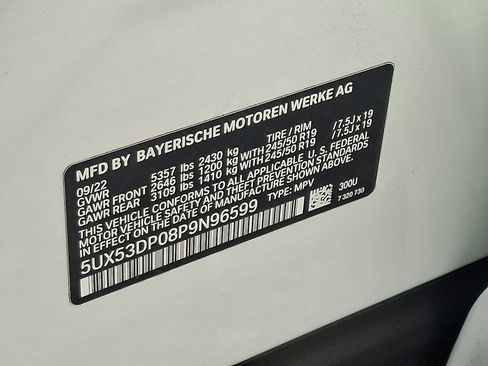 MFD BY BAYERISCHE MOTOREN WERKE AG
09/22
GVWR 5357 lbs 2430 kg TIRE / RIM
GAWR FRONT 2646 lbs 1200 kg WITH 245/50 R19 / 7.5J x 19
GAWR REAR 3109 lbs 1410 kg WITH 245/50 R19 / 7.5J x 19
THIS VEHICLE CONFORMS TO ALL APPLICABLE U. S. FEDERAL
MOTOR VEHICLE SAFETY AND THEFT PREVENTION STANDARDS
IN EFFECT ON THE DATE OF MANUFACTURE SHOWN ABOVE.
5UX53DP08P9N96599 TYPE: MPV 300U
7 320 730